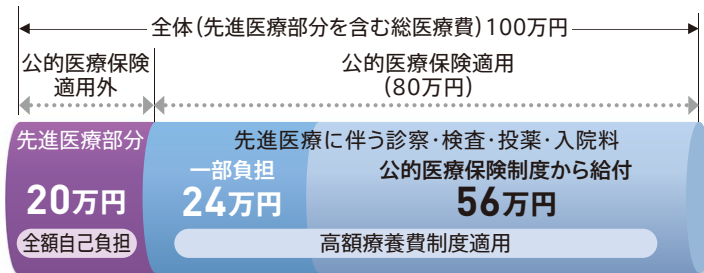 全体(先進医療部分を含む総医療費)100万円
公的医療保険
適用外
公的医療保険適用
(80万円)
先進医療部分
20万円
全額自己負担
先進医療に伴う診察・検査・投薬・入院料
一部負担
24万円
公的医療保険制度から給付
56万円
高額療養費制度適用